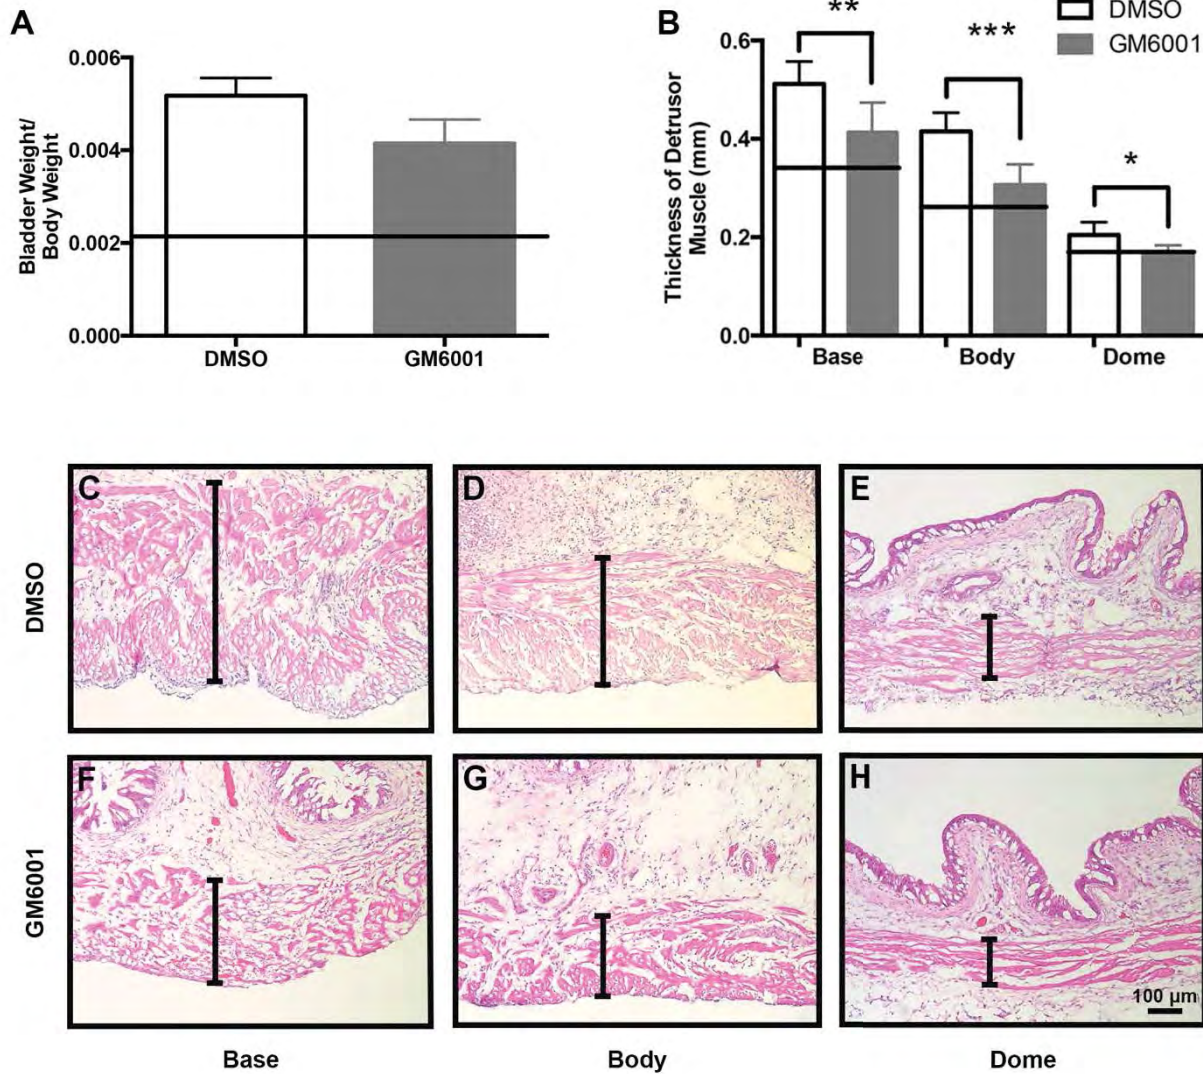 A
0.006
0.004
0.002
0.000
Bladder Weight/
Body Weight
DMSO
GM6001
B
DMSO
GM6001
**
***
*
0.6
0.4
0.2
0.0
Thickness of Detrusor
Muscle (mm)
Base
Body
Dome
C
D
E
DMSO
F
G
H
GM6001
100 µm
Base
Body
Dome